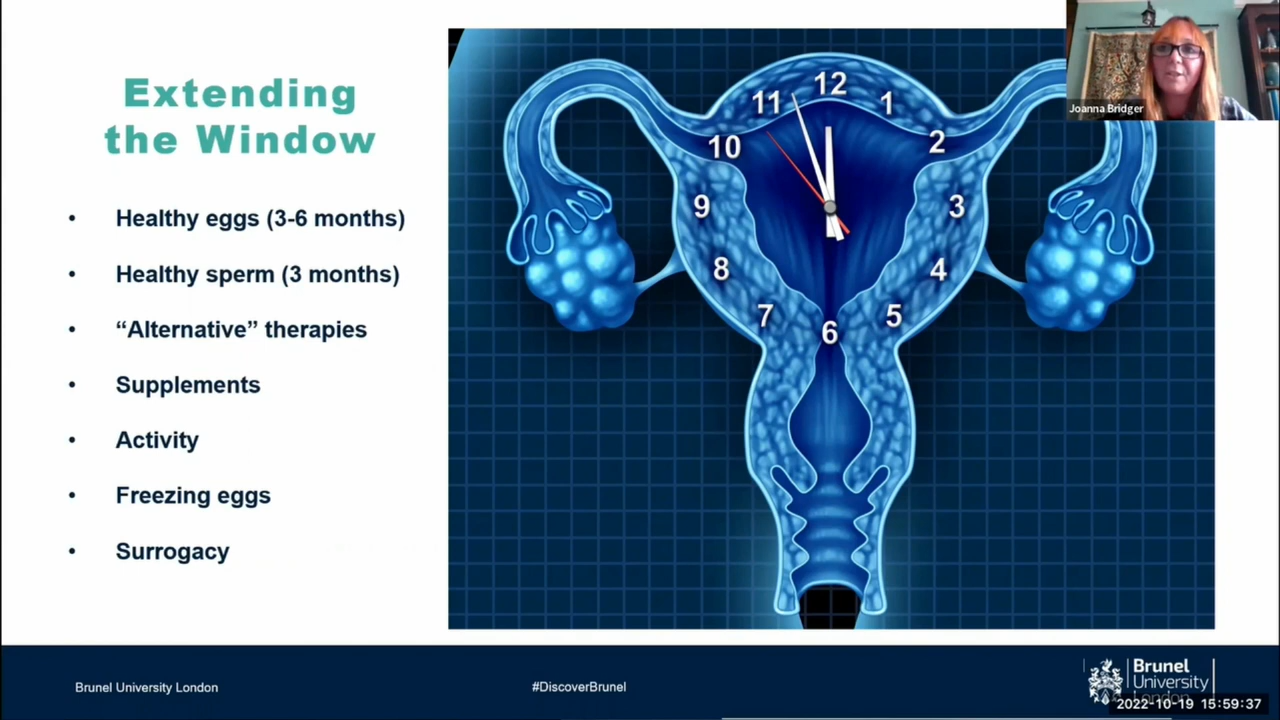 Extending
the Window
• Healthy eggs (3-6 months)
• Healthy sperm (3 months)
• “Alternative” therapies
• Supplements
• Activity
• Freezing eggs
• Surrogacy
12
11
1
10
2
9
3
8
4
7
5
6
Joanna Bridger
Brunel University London
#DiscoverBrunel
Brunel
University
London
2022-10-19 15:59:37